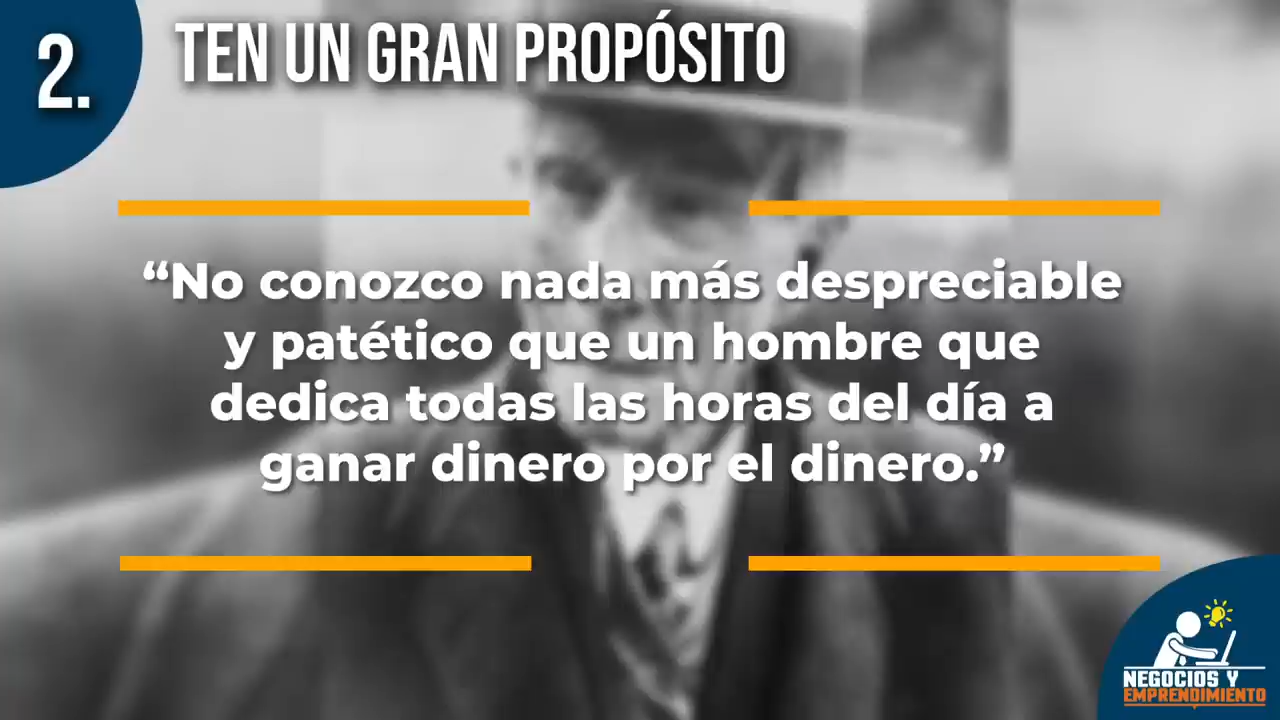 2.
TEN UN GRAN PROPÓSITO
“No conozco nada más despreciable
y patético que un hombre que
dedica todas las horas del día a
ganar dinero por el dinero.”
NEGOCIOS Y
EMPRENDIMIENTO